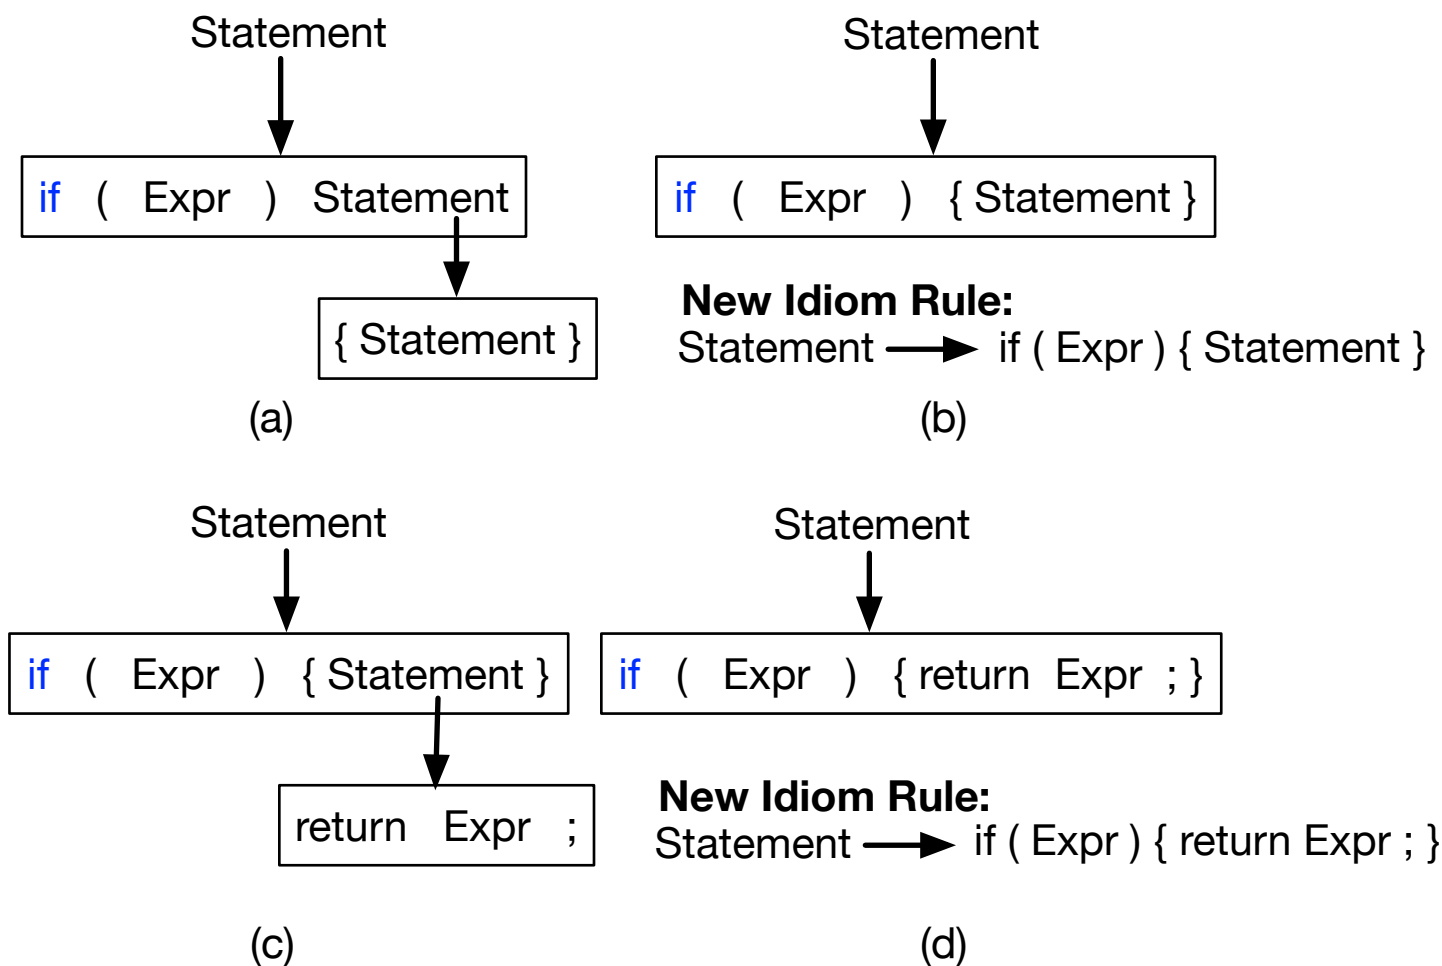 Statement
if ( Expr ) Statement
{ Statement }
(a)
Statement
if ( Expr ) { Statement }
New Idiom Rule:
Statement if ( Expr ) { Statement }
(b)
Statement
if ( Expr ) { Statement }
return Expr ;
(c)
Statement
if ( Expr ) { return Expr ; }
New Idiom Rule:
Statement if ( Expr ) { return Expr ; }
(d)